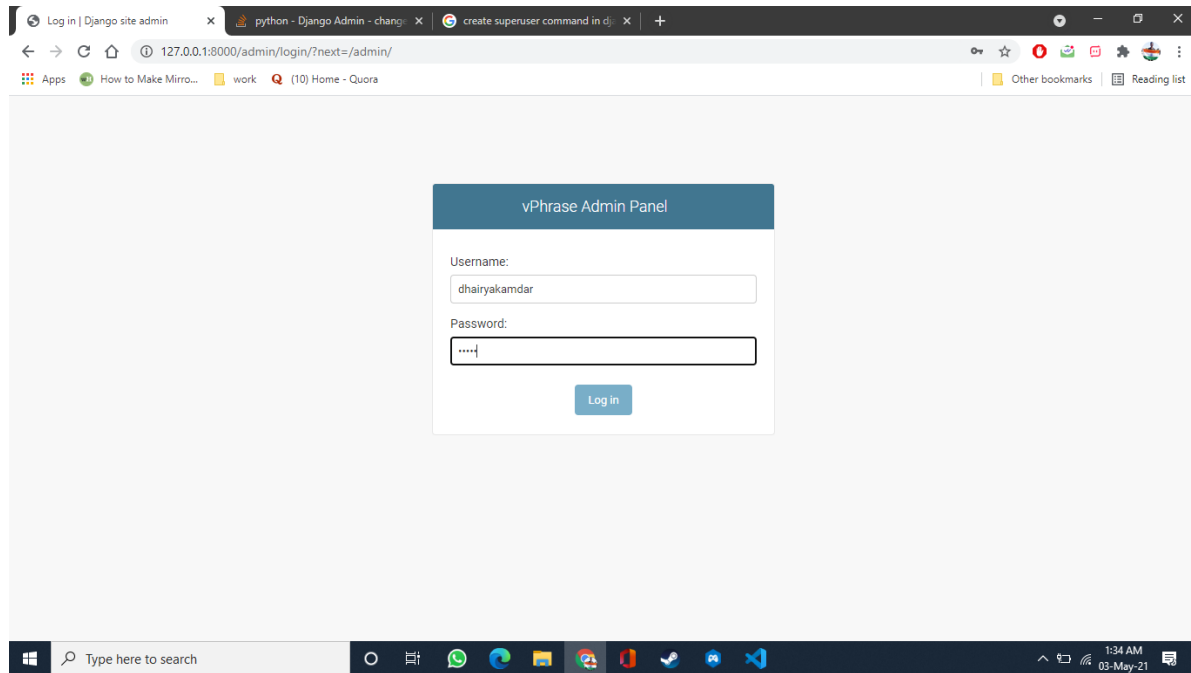 Log in | Django site admin
python - Django Admin - change
create superuser command in dj
127.0.0.1:8000/admin/login/?next=/admin/
Apps How to Make Mirro... work (10) Home - Quora Other bookmarks Reading list
vPhrase Admin Panel
Username:
dhairyakamdar
Password:
•••••
Log in
Type here to search
1:34 AM
03-May-21